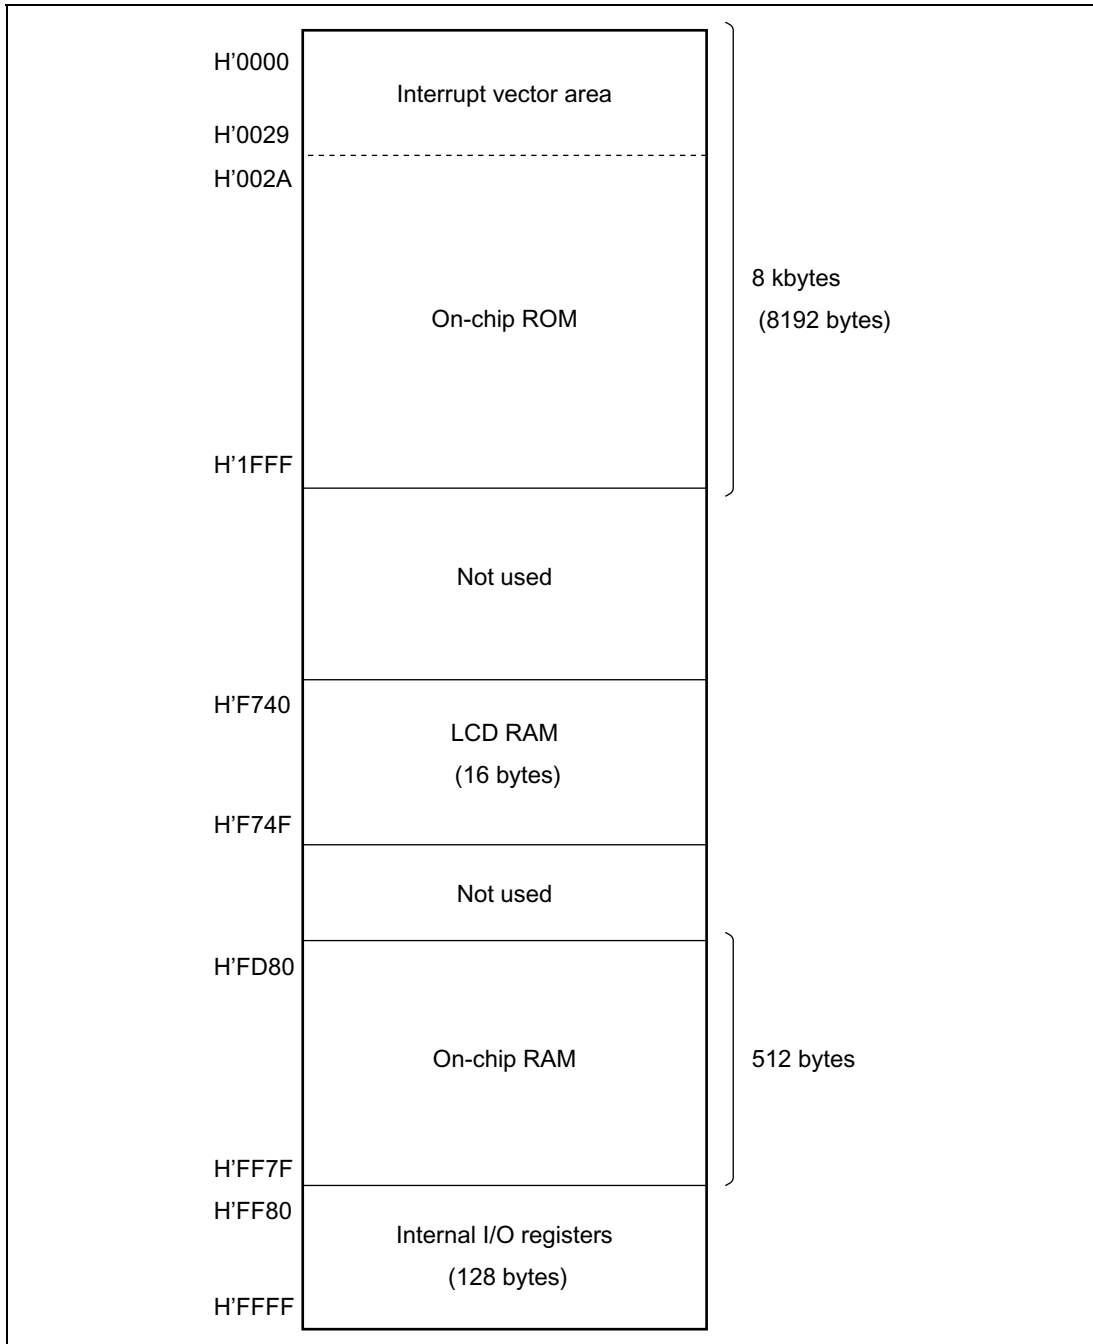 H’0000
Interrupt vector area
H’0029
H’002A
8 kbytes
(8192 bytes)
On-chip ROM
H’1FFF
Not used
H’F740
LCD RAM
(16 bytes)
H’F74F
Not used
H’FD80
On-chip RAM
512 bytes
H’FF7F
H’FF80
Internal I/O registers
(128 bytes)
H’FFFF